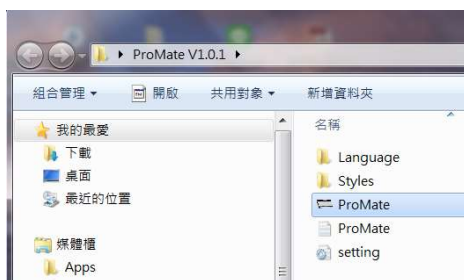 ProMate V1.0.1
組合管理 開啟 共用對象 新增資料夾
我的最愛
下載
桌面
最近的位置
媒體櫃
Apps
名稱
Language
Styles
ProMate
ProMate
setting